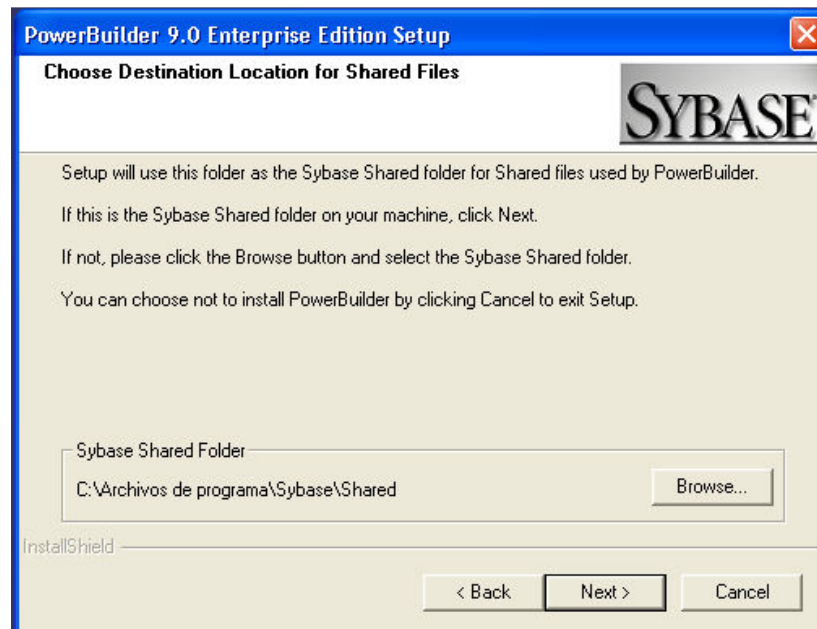 PowerBuilder 9.0 Enterprise Edition Setup
Choose Destination Location for Shared Files
SYBASE
Setup will use this folder as the Sybase Shared folder for Shared files used by PowerBuilder.
If this is the Sybase Shared folder on your machine, click Next.
If not, please click the Browse button and select the Sybase Shared folder.
You can choose not to install PowerBuilder by clicking Cancel to exit Setup.
Sybase Shared Folder
C:\Archivos de programa\Sybase\Shared
Browse...
InstallShield
< Back
Next >
Cancel